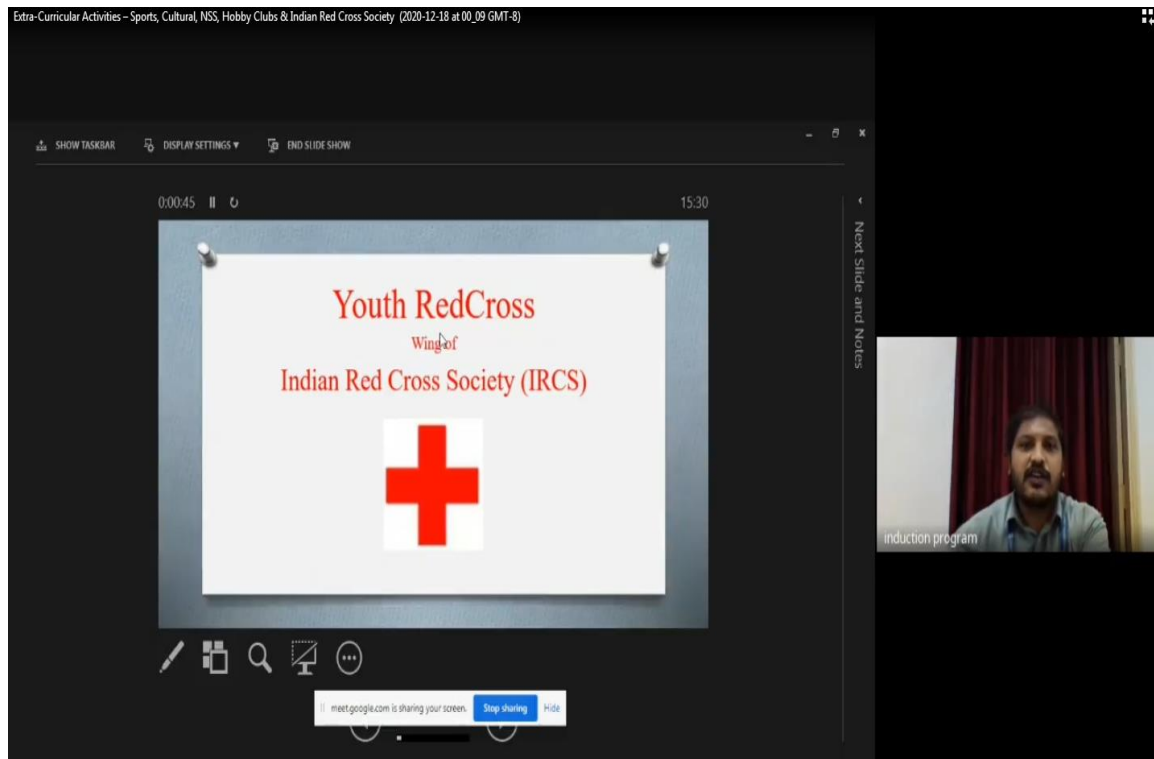 Extra-Curricular Activities – Sports, Cultural, NSS, Hobby Clubs & Indian Red Cross Society (2020-12-18 at 00_09 GMT-8)
SHOW TASKBAR DISPLAY SETTINGS ▾ END SLIDE SHOW
0:00:45 15:30
Youth RedCross
Wing of
Indian Red Cross Society (IRCS)
Next Slide and Notes
induction program
meet.google.com is sharing your screen. Stop sharing Hide